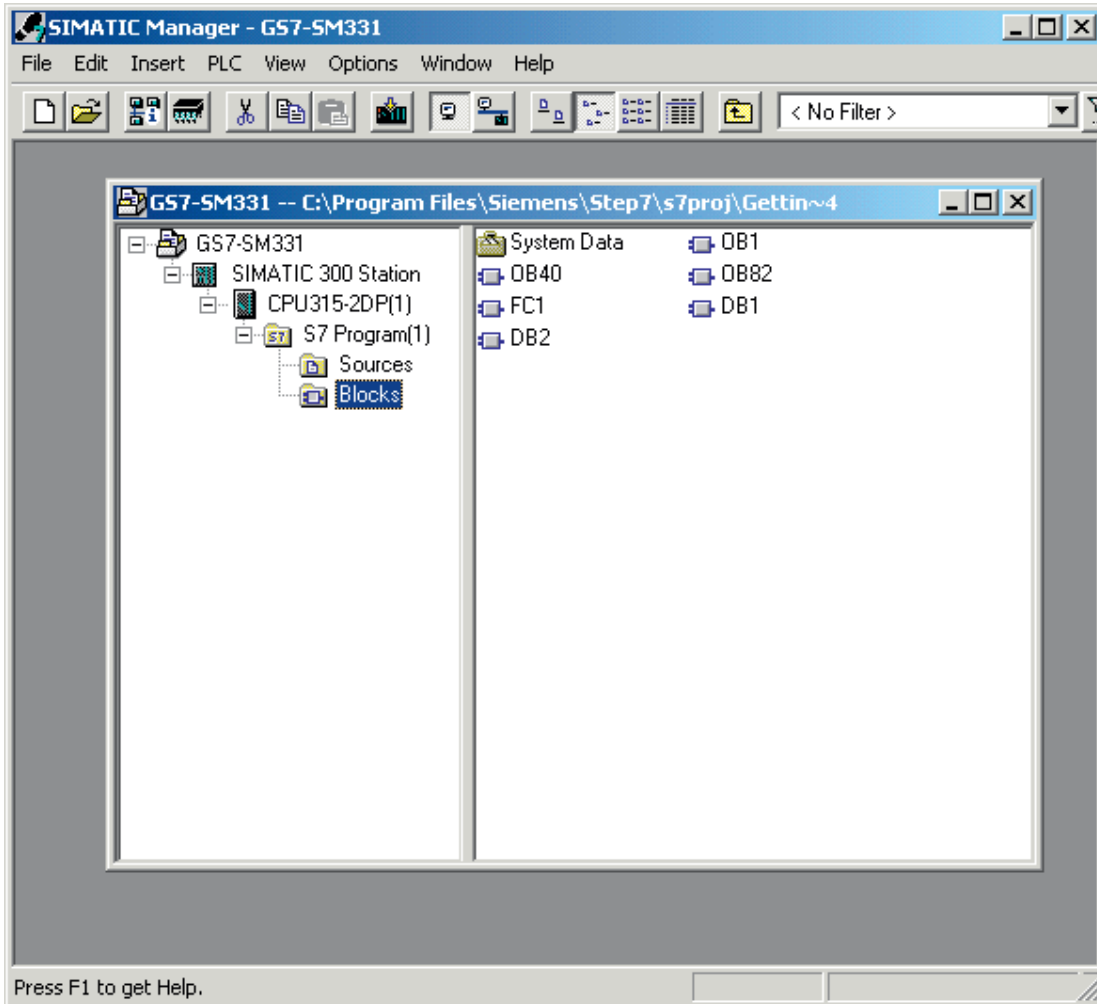 SIMATIC Manager - GS7-SM331
File Edit Insert PLC View Options Window Help
< No Filter >
GS7-SM331 -- C:\Program Files\Siemens\Step7\s7proj\Gettin~4
GS7-SM331
SIMATIC 300 Station
CPU315-2DP(1)
S7 Program(1)
Sources
Blocks
System Data OB1
OB40 OB82
FC1 DB1
DB2
Press F1 to get Help.